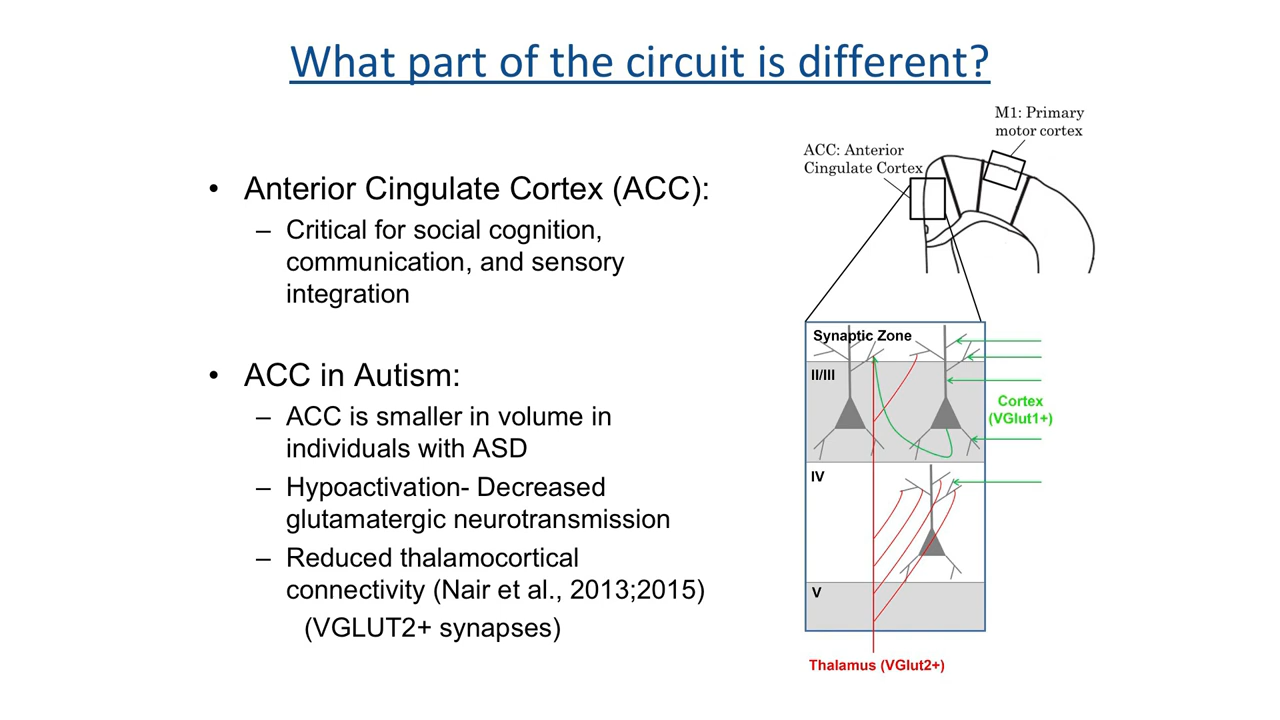 What part of the circuit is different?
• Anterior Cingulate Cortex (ACC):
– Critical for social cognition,
communication, and sensory
integration
• ACC in Autism:
– ACC is smaller in volume in
individuals with ASD
– Hypoactivation- Decreased
glutamatergic neurotransmission
– Reduced thalamocortical
connectivity (Nair et al., 2013;2015)
(VGLUT2+ synapses)
M1: Primary
motor cortex
ACC: Anterior
Cingulate Cortex
Synaptic Zone
II/III
Cortex
(VGlut1+)
IV
V
Thalamus (VGlut2+)